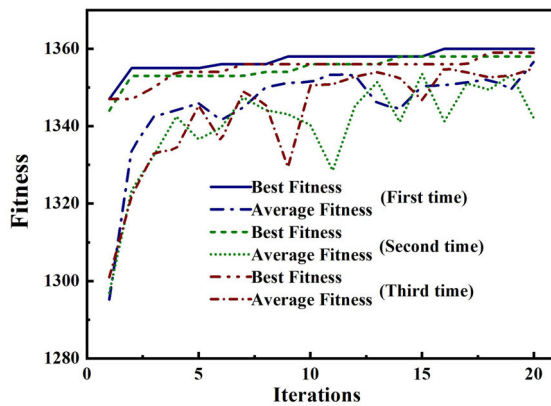 1360
1340
1320
1300
1280
Fitness
Best Fitness
Average Fitness
(First time)
Best Fitness
Average Fitness
(Second time)
Best Fitness
Average Fitness
(Third time)
0 5 10 15 20
Iterations